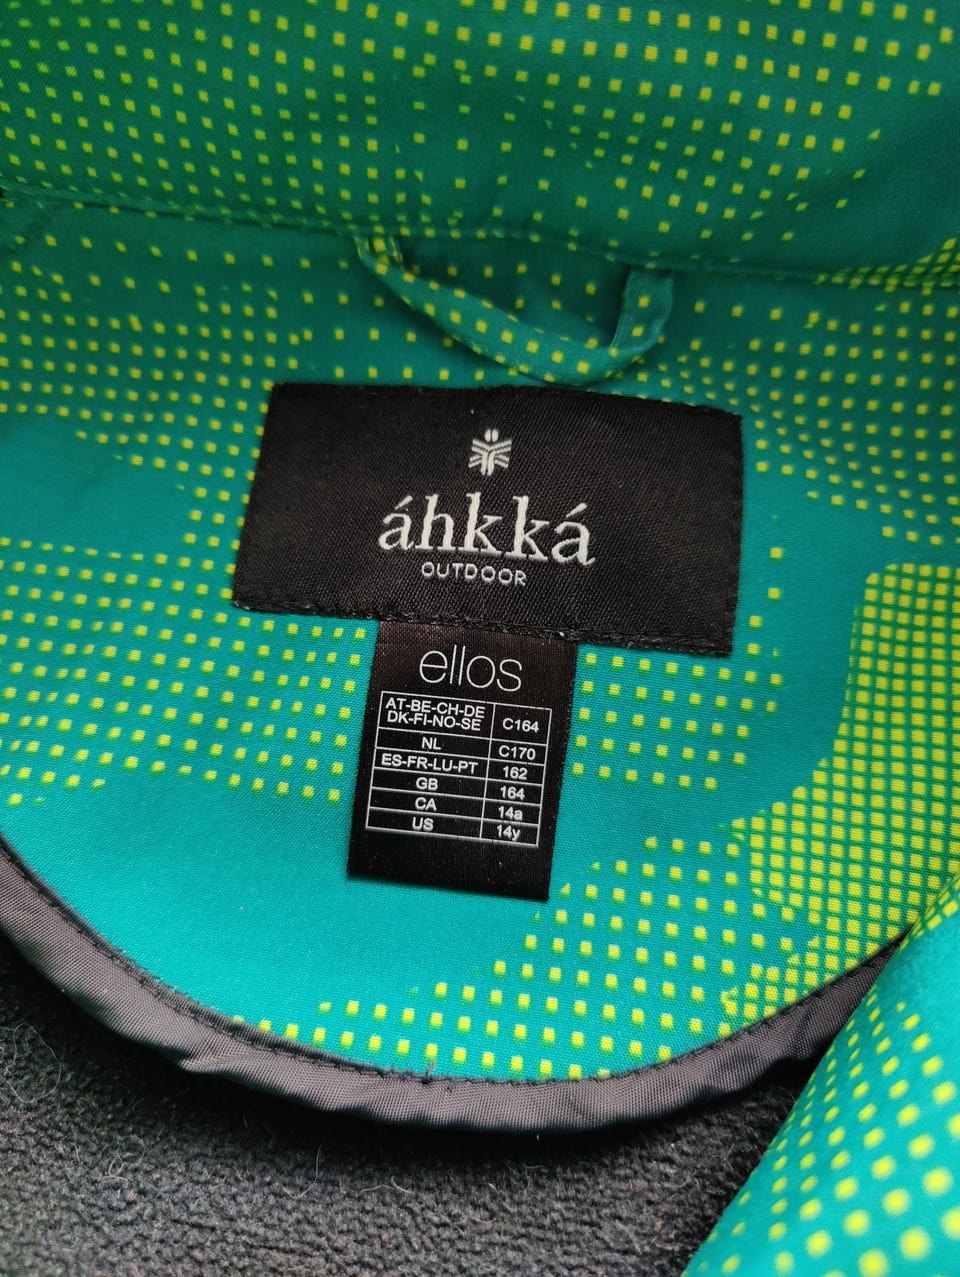 áhkká
OUTDOOR
ellos
AT-BE-CH-DE
DK-FI-NO-SE C164
NL C170
ES-FR-LU-PT 162
GB 164
CA 14a
US 14y